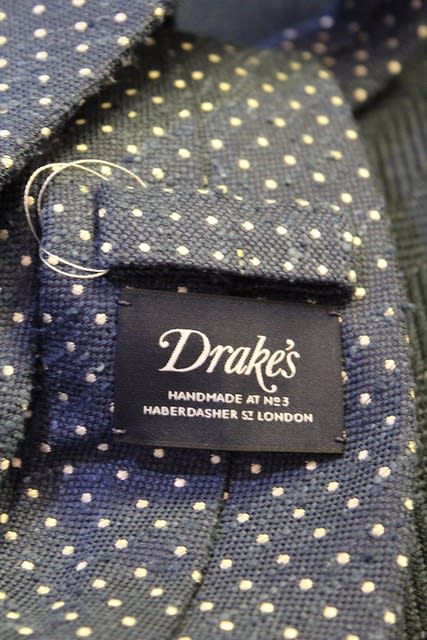 Drake's
HANDMADE AT No3
HABERDASHER ST LONDON